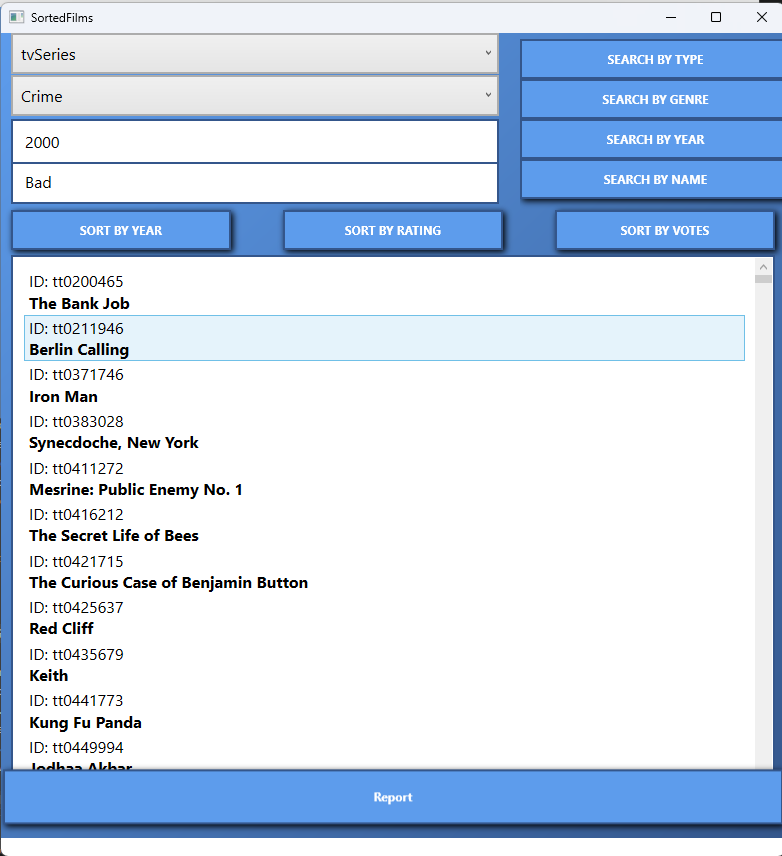 SortedFilms
tvSeries
Crime
2000
Bad
SEARCH BY TYPE
SEARCH BY GENRE
SEARCH BY YEAR
SEARCH BY NAME
SORT BY YEAR
SORT BY RATING
SORT BY VOTES
ID: tt0200465
The Bank Job
ID: tt0211946
Berlin Calling
ID: tt0371746
Iron Man
ID: tt0383028
Synecdoche, New York
ID: tt0411272
Mesrine: Public Enemy No. 1
ID: tt0416212
The Secret Life of Bees
ID: tt0421715
The Curious Case of Benjamin Button
ID: tt0425637
Red Cliff
ID: tt0435679
Keith
ID: tt0441773
Kung Fu Panda
ID: tt0449994
Jodhaa Akbar
Report